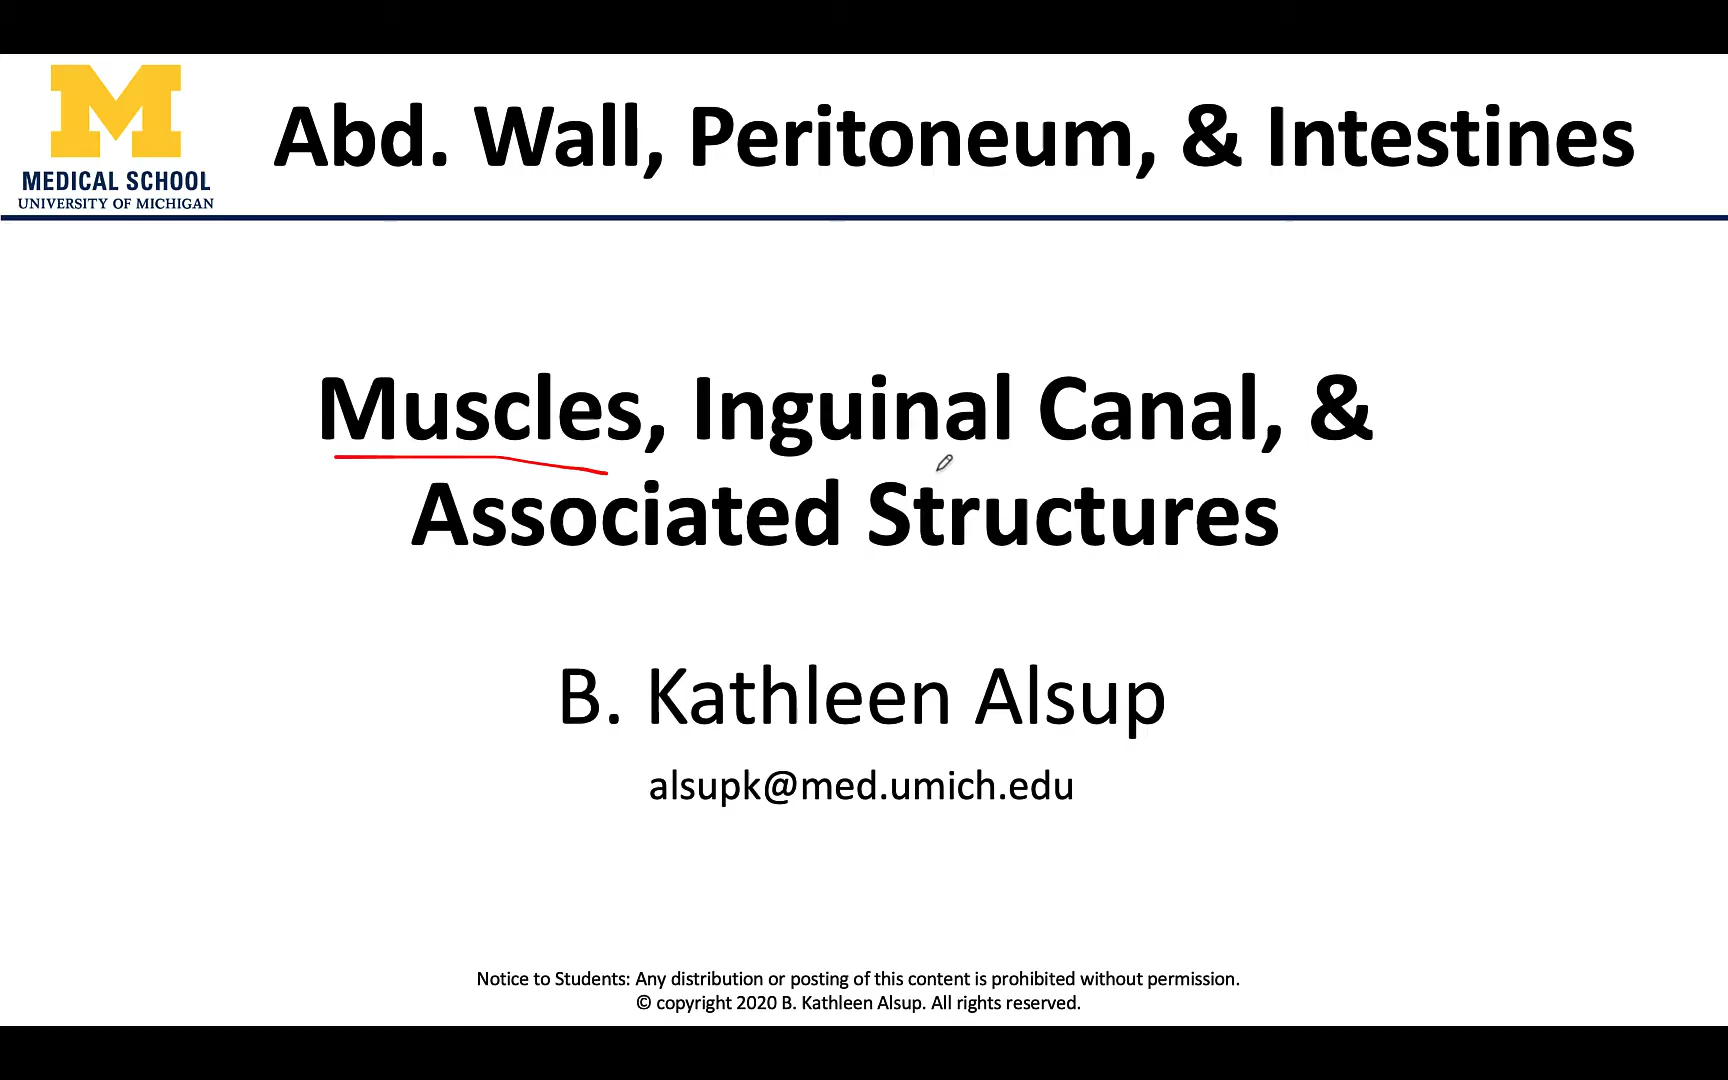 M
MEDICAL SCHOOL
UNIVERSITY OF MICHIGAN
Abd. Wall, Peritoneum, & Intestines
Muscles, Inguinal Canal, &
Associated Structures
B. Kathleen Alsup
alsupk@med.umich.edu
Notice to Students: Any distribution or posting of this content is prohibited without permission.
© copyright 2020 B. Kathleen Alsup. All rights reserved.